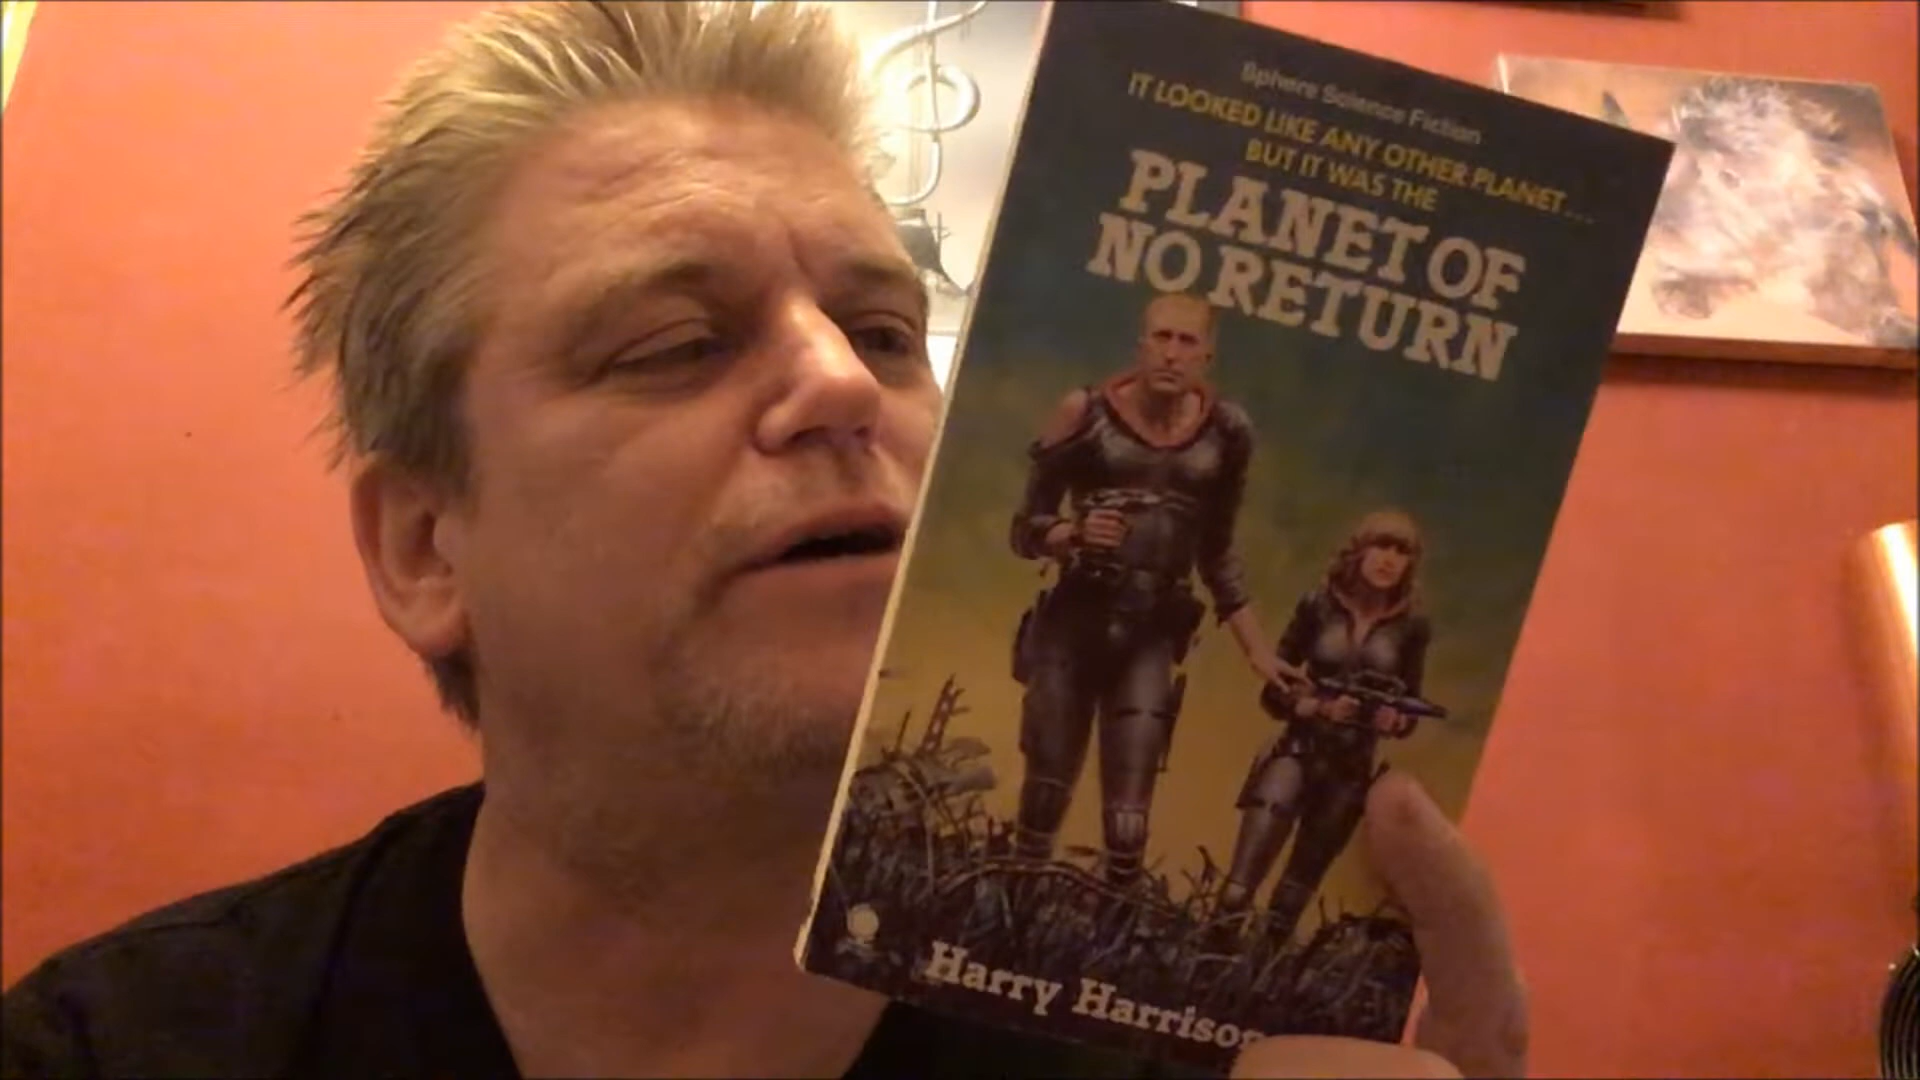 Sphere Science Fiction
IT LOOKED LIKE ANY OTHER PLANET...
BUT IT WAS THE
PLANET OF
NO RETURN
Harry Harrison